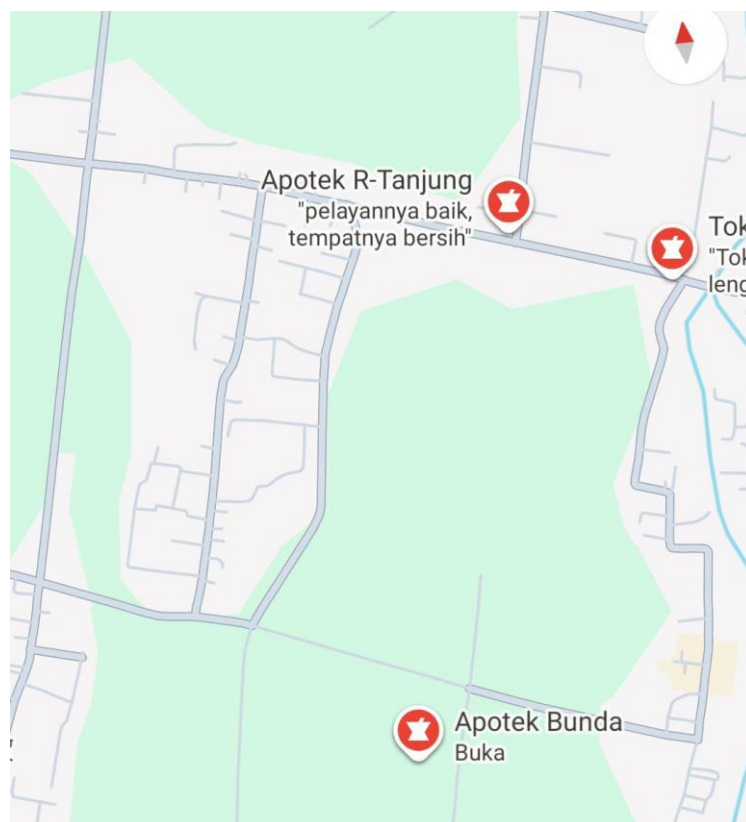 Apotek R-Tanjung
"pelayannya baik,
tempatnya bersih"
Tok
"Tok
leng
Apotek Bunda
Buka